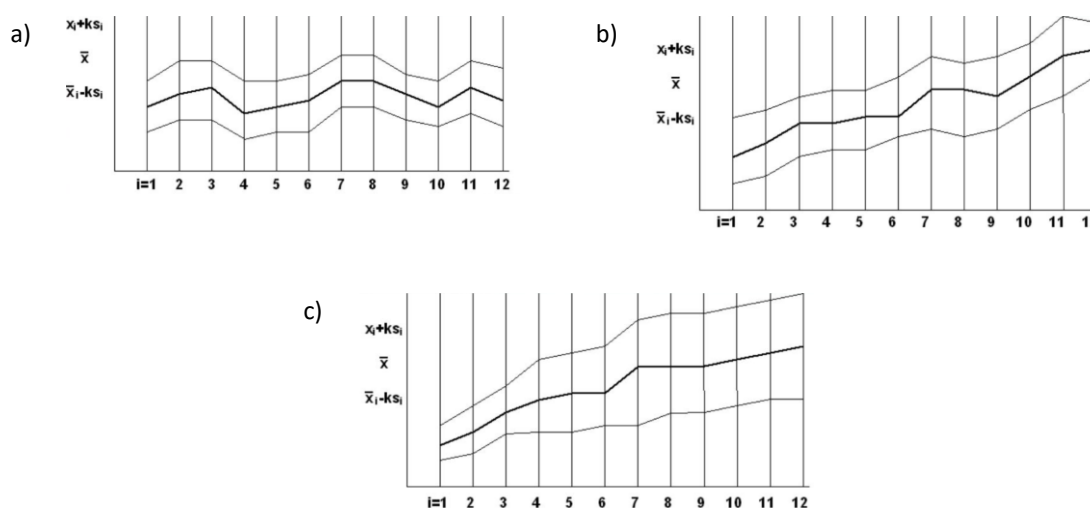 a)
xᵢ+ksᵢ
x̄
x̄ᵢ-ksᵢ
i=1 2 3 4 5 6 7 8 9 10 11 12
b)
xᵢ+ksᵢ
x̄
x̄ᵢ-ksᵢ
i=1 2 3 4 5 6 7 8 9 10 11 1
c)
xᵢ+ksᵢ
x̄
x̄ᵢ-ksᵢ
i=1 2 3 4 5 6 7 8 9 10 11 12